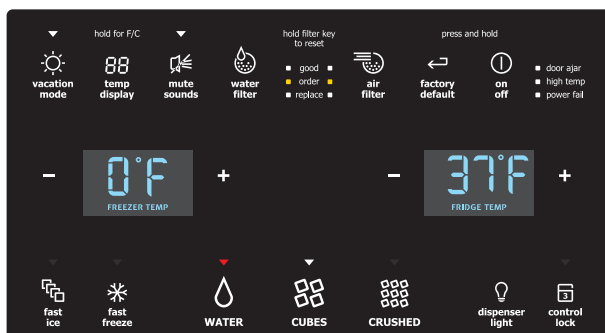 hold for F/C
hold filter key
to reset
press and hold
88
good
order
replace
door ajar
high temp
power fail
vacation
mode
temp
display
mute
sounds
water
filter
air
filter
factory
default
on
off
− 0°F +
FREEZER TEMP
− 37°F +
FRIDGE TEMP
3
fast
ice
fast
freeze
WATER
CUBES
CRUSHED
dispenser
light
control
lock